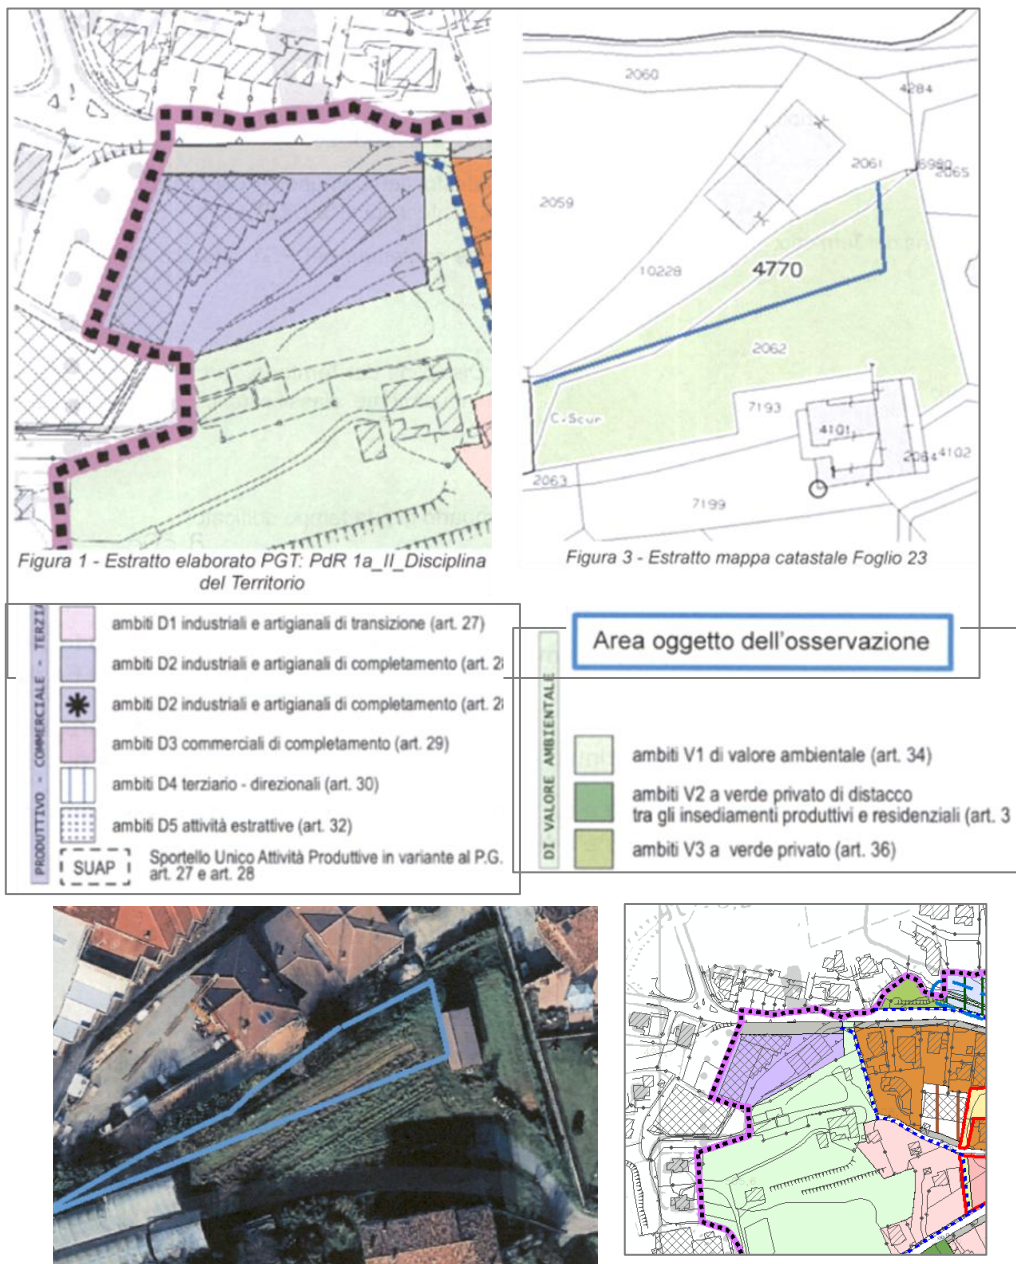 2060
4284
2061
6980
2065
2059
10228
4770
2062
C.Scur
7193
4101
2064
4102
2063
7199
Figura 1 - Estratto elaborato PGT: PdR 1a_II_Disciplina
del Territorio
Figura 3 - Estratto mappa catastale Foglio 23
PRODUTTIVO - COMMERCIALE - TERZIA
ambiti D1 industriali e artigianali di transizione (art. 27)
ambiti D2 industriali e artigianali di completamento (art. 28
ambiti D2 industriali e artigianali di completamento (art. 28
ambiti D3 commerciali di completamento (art. 29)
ambiti D4 terziario - direzionali (art. 30)
ambiti D5 attività estrattive (art. 32)
SUAP
Sportello Unico Attività Produttive in variante al P.G.
art. 27 e art. 28
Area oggetto dell'osservazione
DI VALORE AMBIENTALE
ambiti V1 di valore ambientale (art. 34)
ambiti V2 a verde privato di distacco
tra gli insediamenti produttivi e residenziali (art. 3
ambiti V3 a verde privato (art. 36)